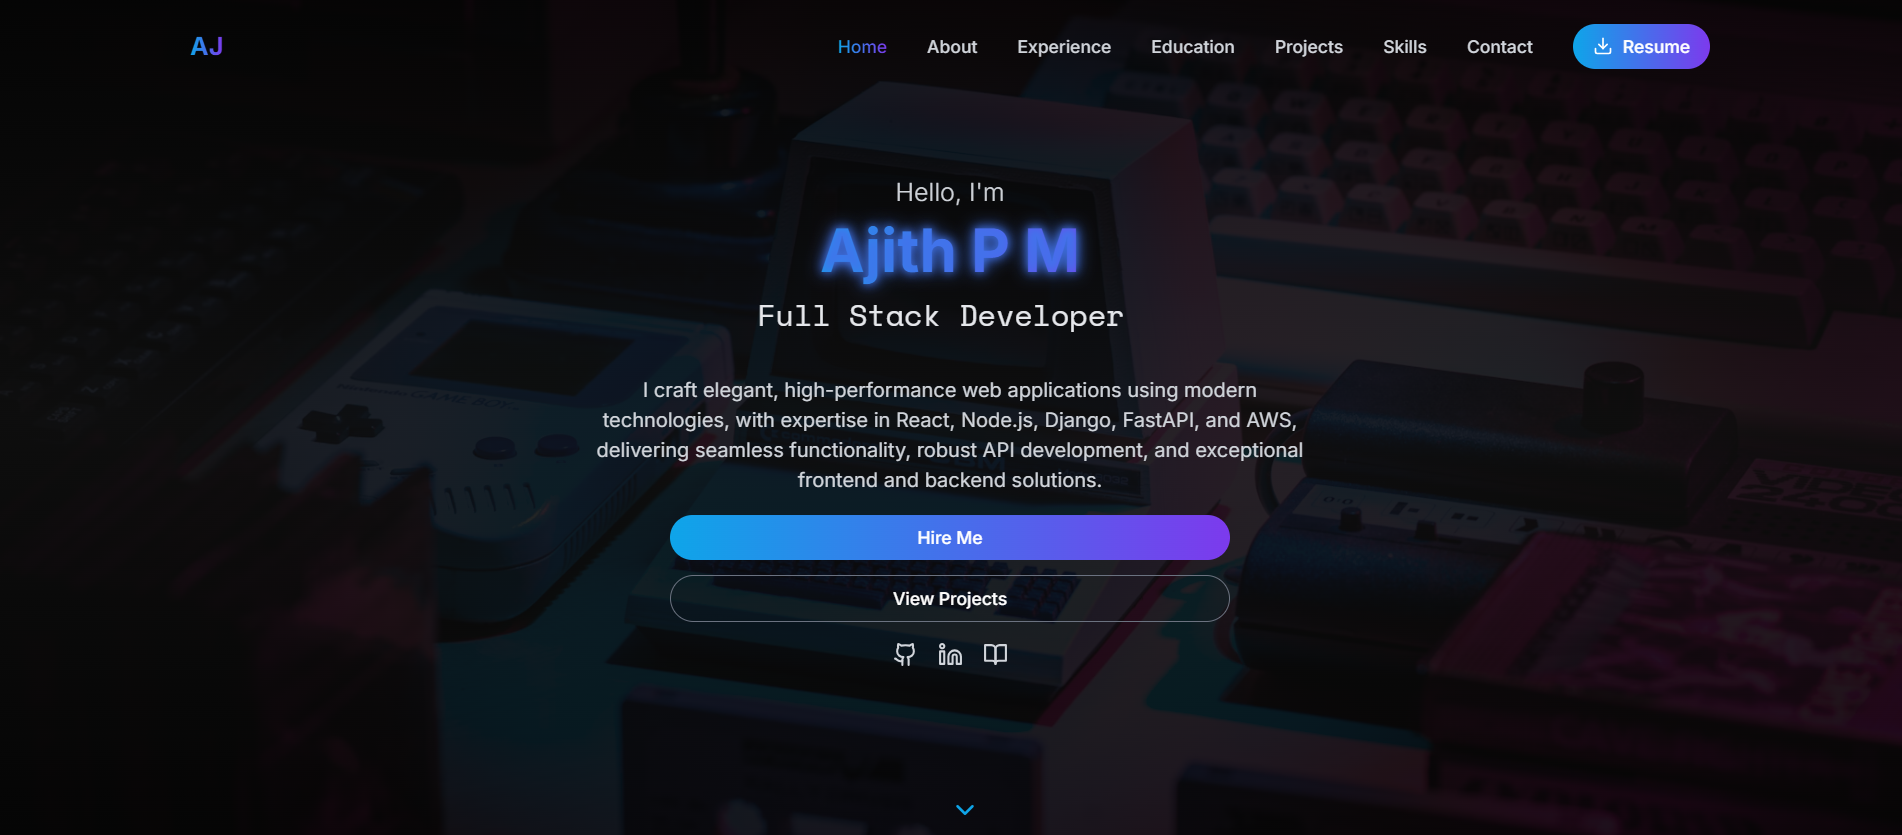 AJ
Home About Experience Education Projects Skills Contact Resume
Hello, I'm
Ajith P M
Full Stack Developer
I craft elegant, high-performance web applications using modern
technologies, with expertise in React, Node.js, Django, FastAPI, and AWS,
delivering seamless functionality, robust API development, and exceptional
frontend and backend solutions.
Hire Me
View Projects
GAME BOY